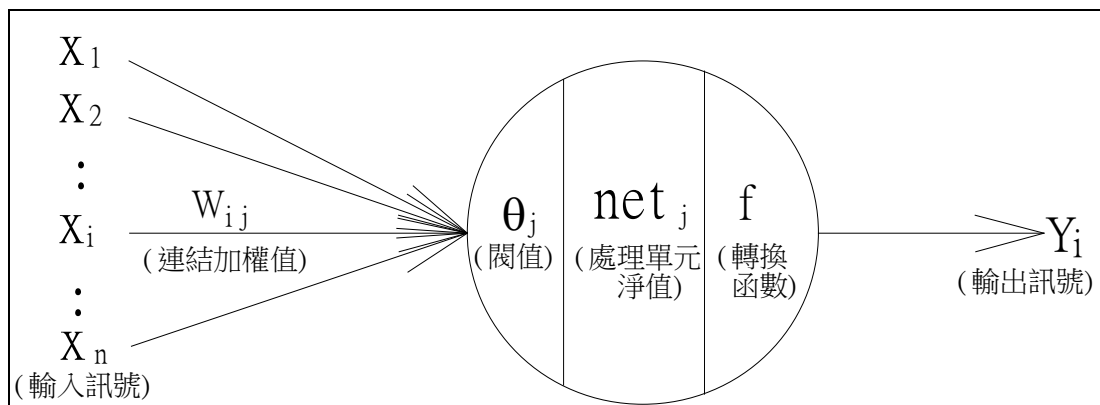 X1
X2
:
Xi
Wij
(連結加權值)
:
Xn
(輸入訊號)
θj
(閥值)
net j
(處理單元
淨值)
f
(轉換
函數)
Yi
(輸出訊號)